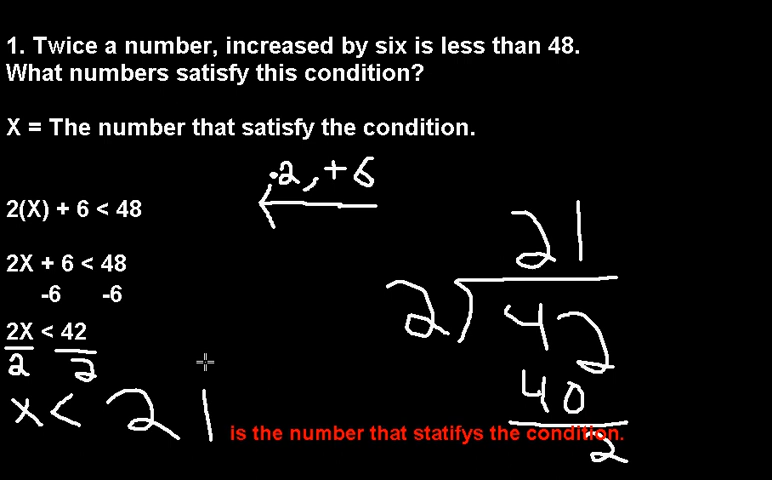 1. Twice a number, increased by six is less than 48.
What numbers satisfy this condition?
X = The number that satisfy the condition.
·2, +6
2(X) + 6 < 48
2X + 6 < 48
-6 -6
2X < 42
2 2
x < 21
is the number that statifys the condition.
21
2)42
40
2